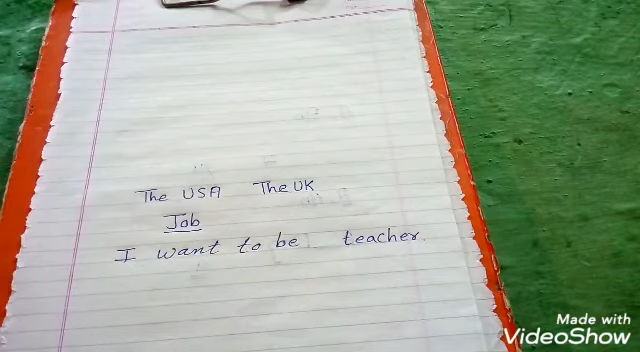 The USA The UK.
Job
I want to be teacher.
Made with
VideoShow